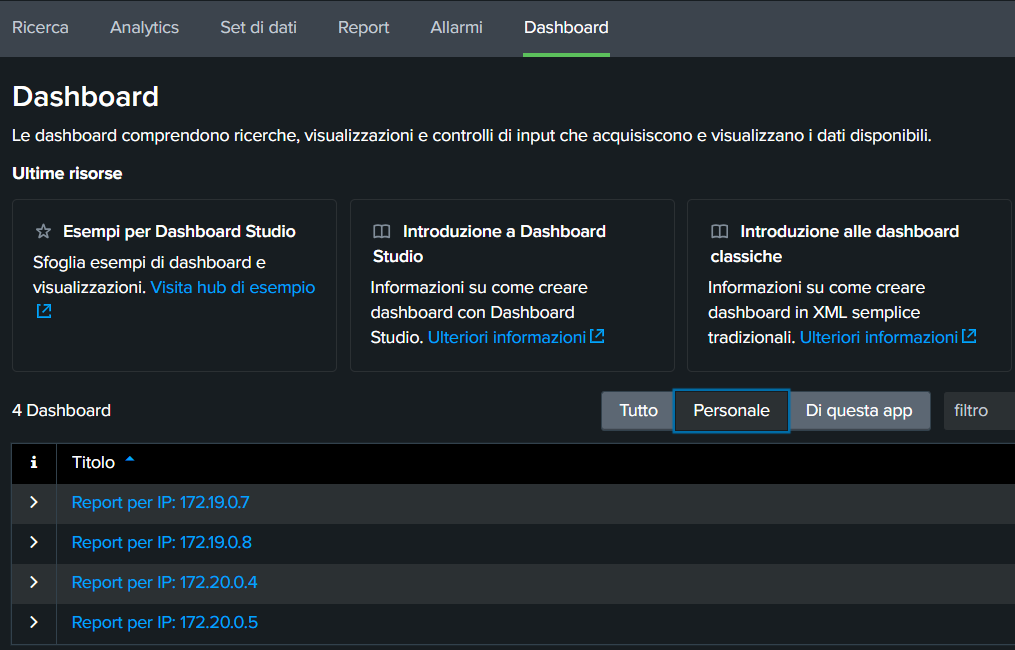 Ricerca Analytics Set di dati Report Allarmi Dashboard
Dashboard
Le dashboard comprendono ricerche, visualizzazioni e controlli di input che acquisiscono e visualizzano i dati disponibili.
Ultime risorse
Esempi per Dashboard Studio
Sfoglia esempi di dashboard e
visualizzazioni. Visita hub di esempio
Introduzione a Dashboard
Studio
Informazioni su come creare
dashboard con Dashboard
Studio. Ulteriori informazioni
Introduzione alle dashboard
classiche
Informazioni su come creare
dashboard in XML semplice
tradizionali. Ulteriori informazioni
4 Dashboard Tutto Personale Di questa app filtro
i Titolo
Report per IP: 172.19.0.7
Report per IP: 172.19.0.8
Report per IP: 172.20.0.4
Report per IP: 172.20.0.5